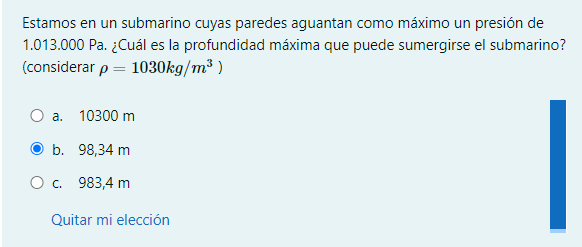 Estamos en un submarino cuyas paredes aguantan como máximo un presión de
1.013.000 Pa. ¿Cuál es la profundidad máxima que puede sumergirse el submarino?
(considerar ρ = 1030kg/m³ )
a. 10300 m
b. 98,34 m
c. 983,4 m
Quitar mi elección